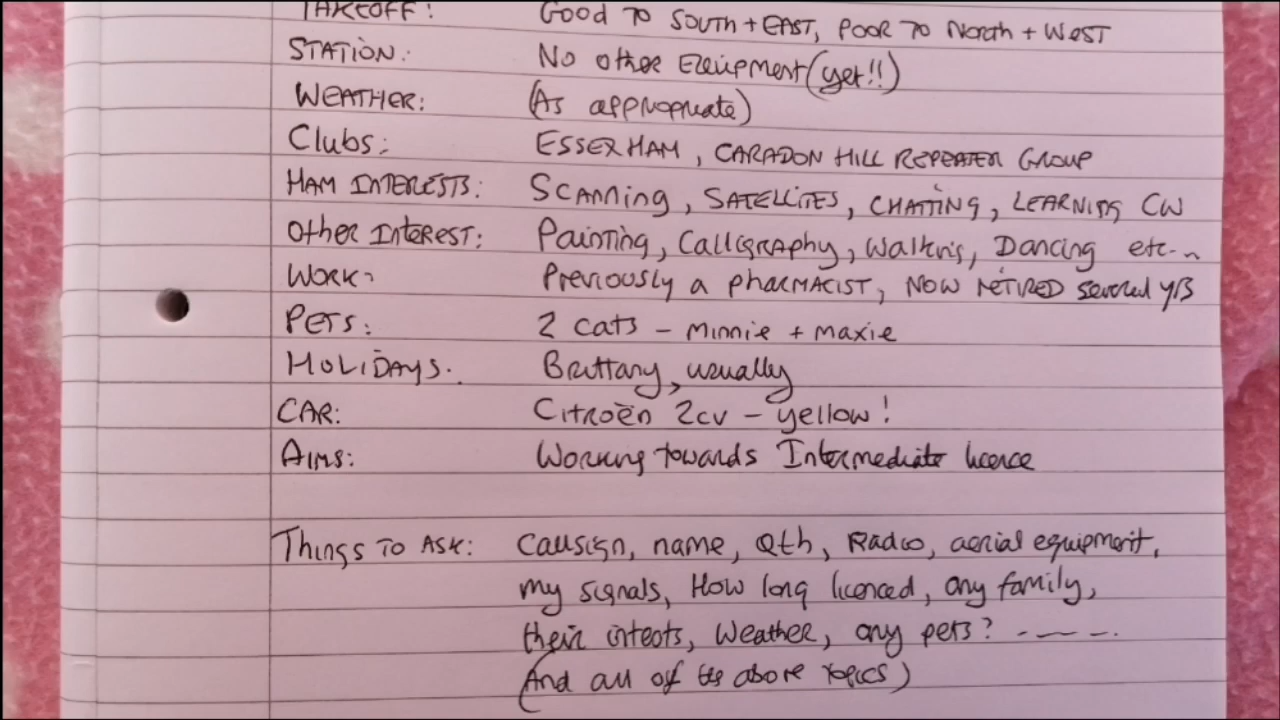 TAKEOFF: Good to South + East, poor to North + West
STATION: No other Equipment (yet!!)
WEATHER: (As appropriate)
Clubs: ESSEX HAM, CARADON HILL REPEATER GROUP
HAM INTERESTS: Scanning, SATELLITES, CHATTING, LEARNING CW
Other Interest: Painting, Calligraphy, Walking, Dancing etc...
WORK: Previously a pharmacist, now retired several yrs
PETS: 2 cats - minnie + maxie
HOLIDAYS: Brittany, usually
CAR: Citroën 2cv - yellow!
AIMS: Working towards Intermediate licence
Things to ASK: Callsign, name, Qth, Radio, aerial equipment,
my signals, How long licenced, any family,
their, Weather, any pets? - - - .
(And all of the above topics)